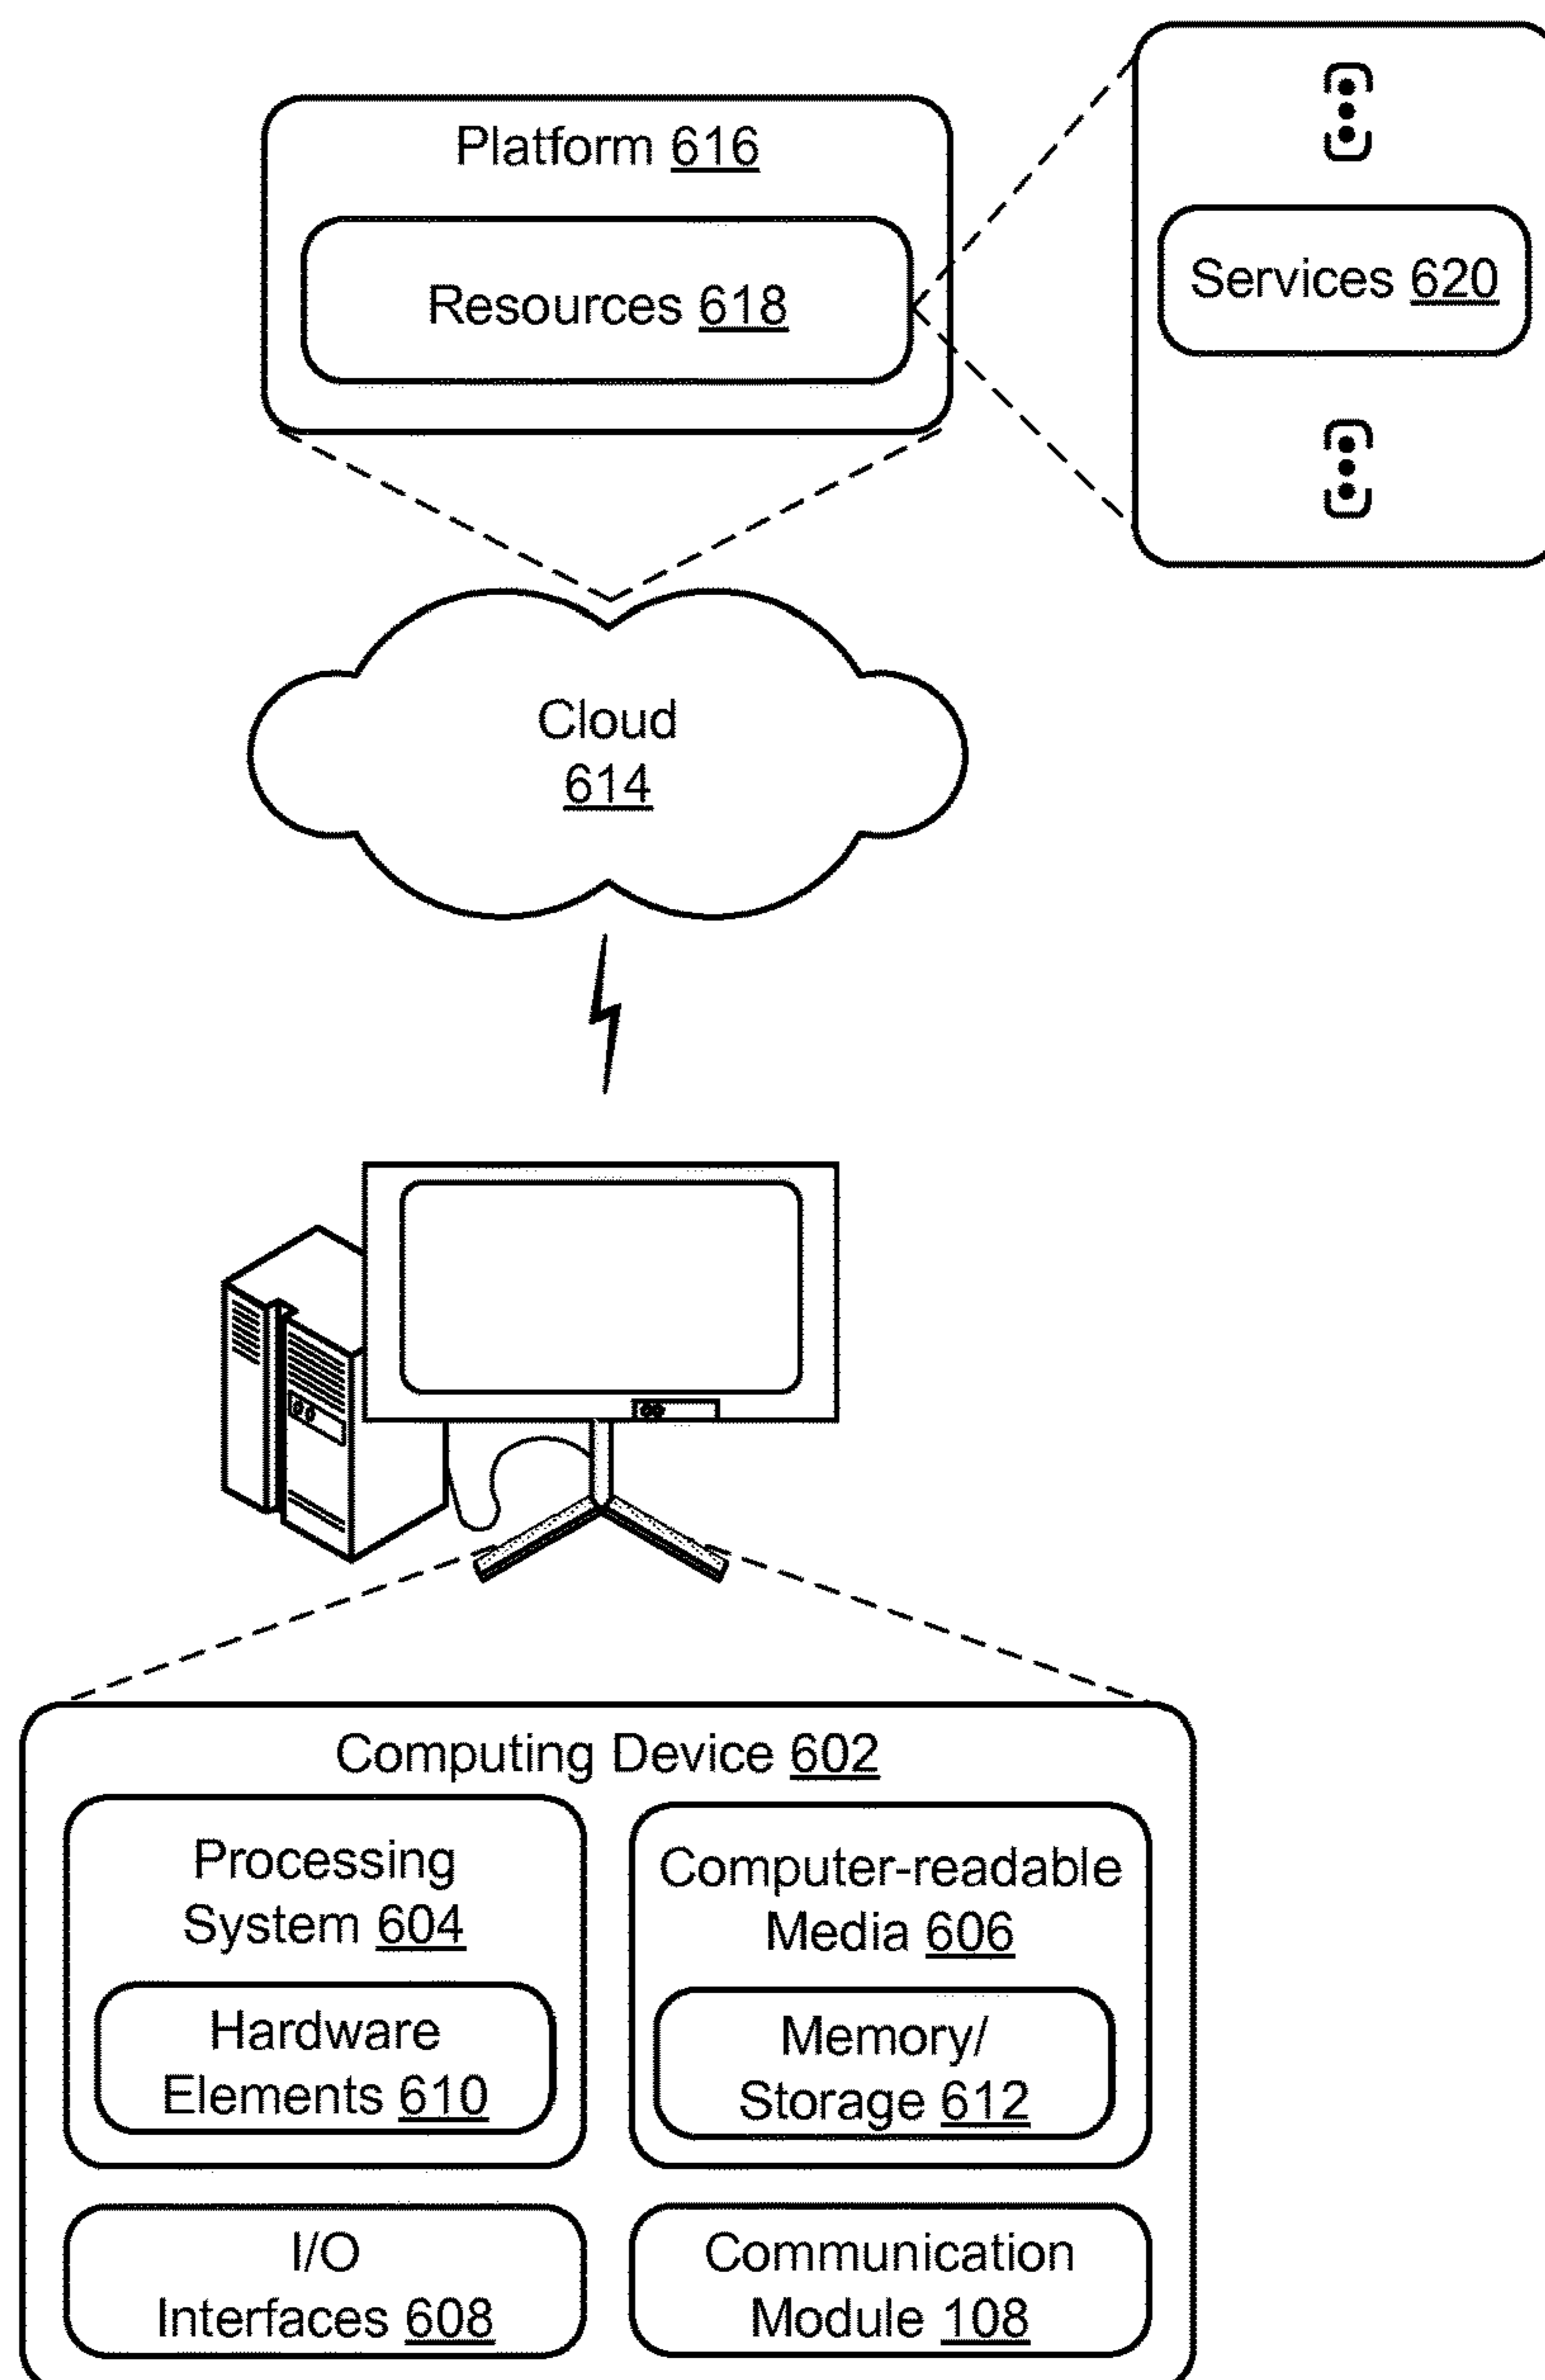 Platform 616
Resources 618
Services 620
Cloud
614
Computing Device 602
Processing
System 604
Hardware
Elements 610
Computer-readable
Media 606
Memory/
Storage 612
I/O
Interfaces 608
Communication
Module 108